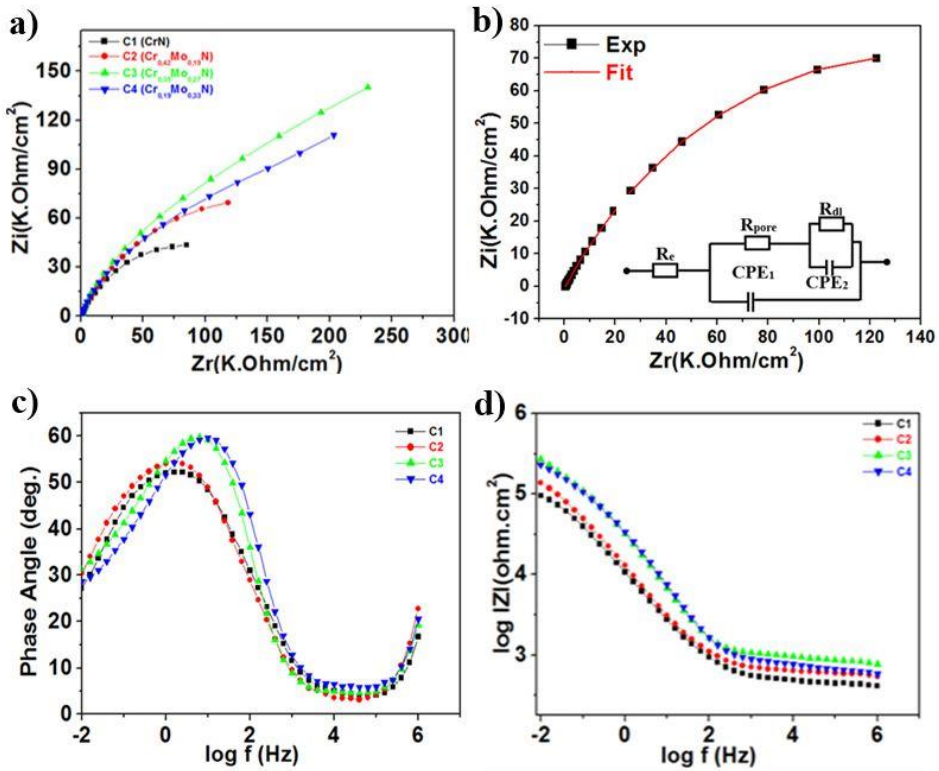 a)
C1 (CrN)
C2 (Cr0,42Mo0,15N)
C4 (Cr0,19Mo0,33N)
150
120
90
60
30
0
Zi(K.Ohm/cm2)
0 50 100 150 200 250 300
Zr(K.Ohm/cm2)
b)
Exp
Fit
80
70
60
50
40
30
20
10
0
-10
Zi(K.Ohm/cm2)
Re
Rpore
Rdl
CPE1
CPE2
0 20 40 60 80 100 120 140
Zr(K.Ohm/cm2)
c)
C1
C2
C3
C4
60
50
40
30
20
10
0
Phase Angle (deg.)
-2 0 2 4 6
log f (Hz)
d)
C1
C2
C3
C4
6
5
4
3
log IZI(ohm.cm2)
-2 0 2 4 6
log f (Hz)